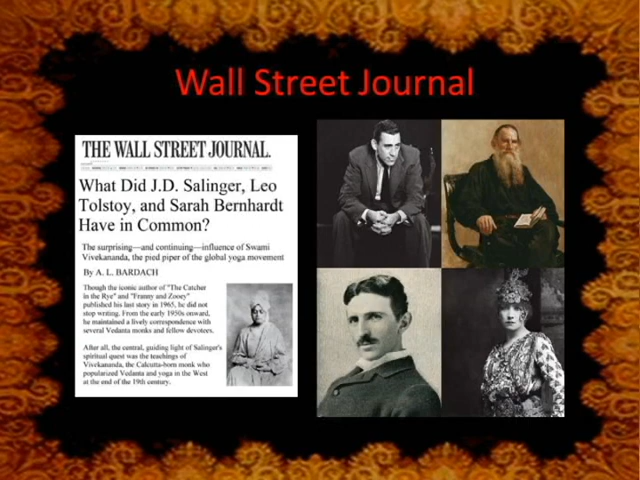 Wall Street Journal
THE WALL STREET JOURNAL.
What Did J.D. Salinger, Leo
Tolstoy, and Sarah Bernhardt
Have in Common?
The surprising—and continuing—influence of Swami
Vivekananda, the pied piper of the global yoga movement
By A. L. BARDACH
Though the iconic author of "The Catcher
in the Rye" and "Franny and Zooey"
published his last story in 1965, he did not
stop writing. From the early 1950s onward,
he maintained a lively correspondence with
several Vedanta monks and fellow devotees.
After all, the central, guiding light of Salinger's
spiritual quest was the teachings of
Vivekananda, the Calcutta-born monk who
popularized Vedanta and yoga in the West
at the end of the 19th century.